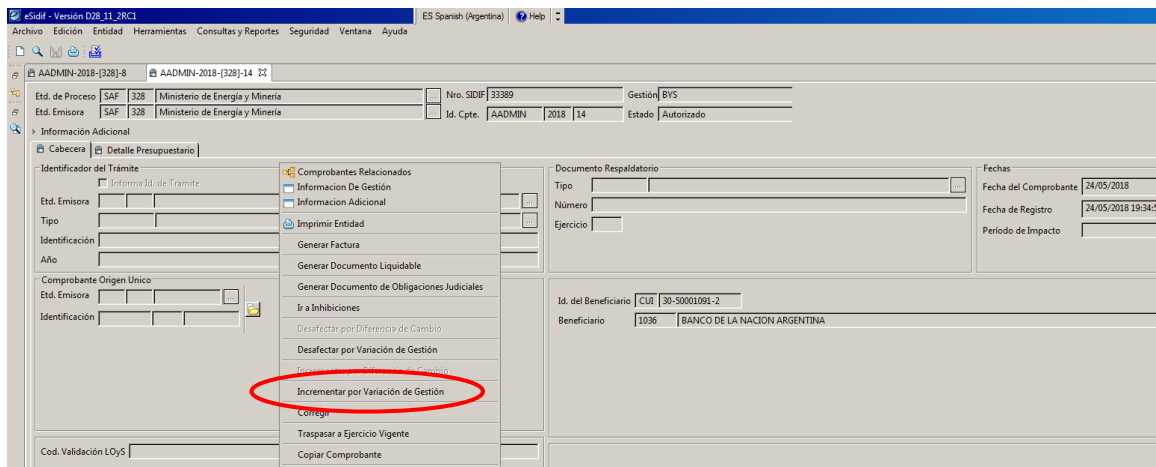 eSidif - Versión D28_11_2RC1
ES Spanish (Argentina) Help
Archivo Edición Entidad Herramientas Consultas y Reportes Seguridad Ventana Ayuda
AADMIN-2018-[328]-8 AADMIN-2018-[328]-14
Etd. de Proceso SAF 328 Ministerio de Energía y Minería ... Nro. SIDIF 33389 Gestión BYS
Etd. Emisora SAF 328 Ministerio de Energía y Minería ... Id. Cpte. AADMIN 2018 14 Estado Autorizado
Información Adicional
Cabecera Detalle Presupuestario
Identificador del Trámite
Informa Id. de Tramite
Etd. Emisora ...
Tipo ...
Identificación
Año
Comprobante Origen Unico
Etd. Emisora ...
Identificación
Cod. Validación LOyS
Comprobantes Relacionados
Informacion De Gestión
Informacion Adicional
Imprimir Entidad
Generar Factura
Generar Documento Liquidable
Generar Documento de Obligaciones Judiciales
Ir a Inhibiciones
Desafectar por Diferencia de Cambio
Desafectar por Variación de Gestión
Incrementar por Diferencia de Cambio
Incrementar por Variación de Gestión
Corregir
Traspasar a Ejercicio Vigente
Copiar Comprobante
Documento Respaldatorio
Tipo ...
Número
Ejercicio
Fechas
Fecha del Comprobante 24/05/2018
Fecha de Registro 24/05/2018 19:34:5
Período de Impacto
Id. del Beneficiario CUI 30-50001091-2
Beneficiario 1036 BANCO DE LA NACION ARGENTINA